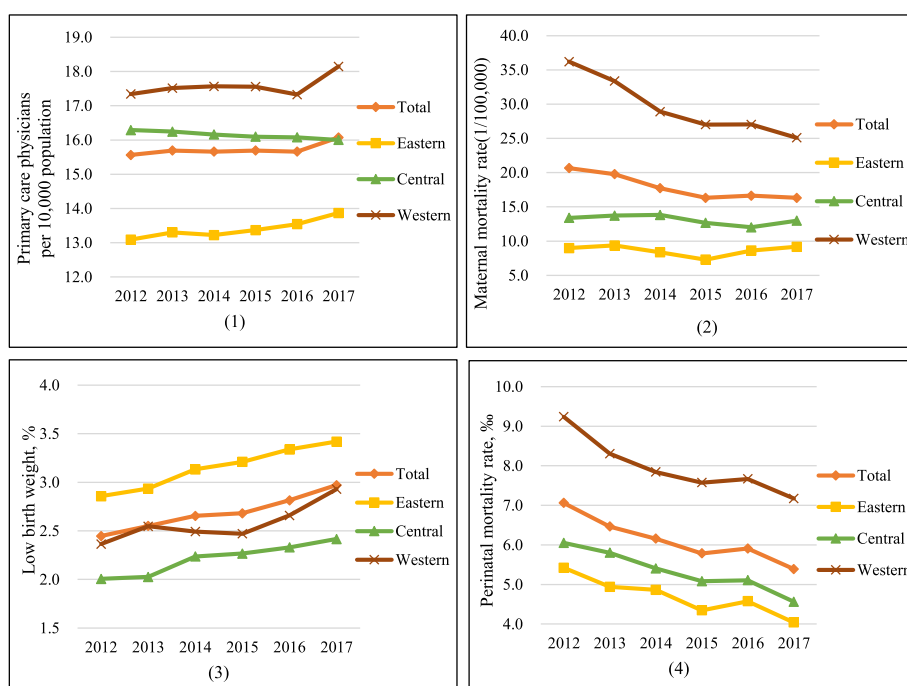 Primary care physicians
per 10,000 population
19.0
18.0
17.0
16.0
15.0
14.0
13.0
12.0
2012 2013 2014 2015 2016 2017
Total
Eastern
Central
Western
(1)
Maternal mortality rate(1/100,000)
40.0
35.0
30.0
25.0
20.0
15.0
10.0
5.0
2012 2013 2014 2015 2016 2017
Total
Eastern
Central
Western
(2)
Low birth weight, %
4.0
3.5
3.0
2.5
2.0
1.5
2012 2013 2014 2015 2016 2017
Total
Eastern
Central
Western
(3)
Perinatal mortality rate, ‰
10.0
9.0
8.0
7.0
6.0
5.0
4.0
2012 2013 2014 2015 2016 2017
Total
Eastern
Central
Western
(4)